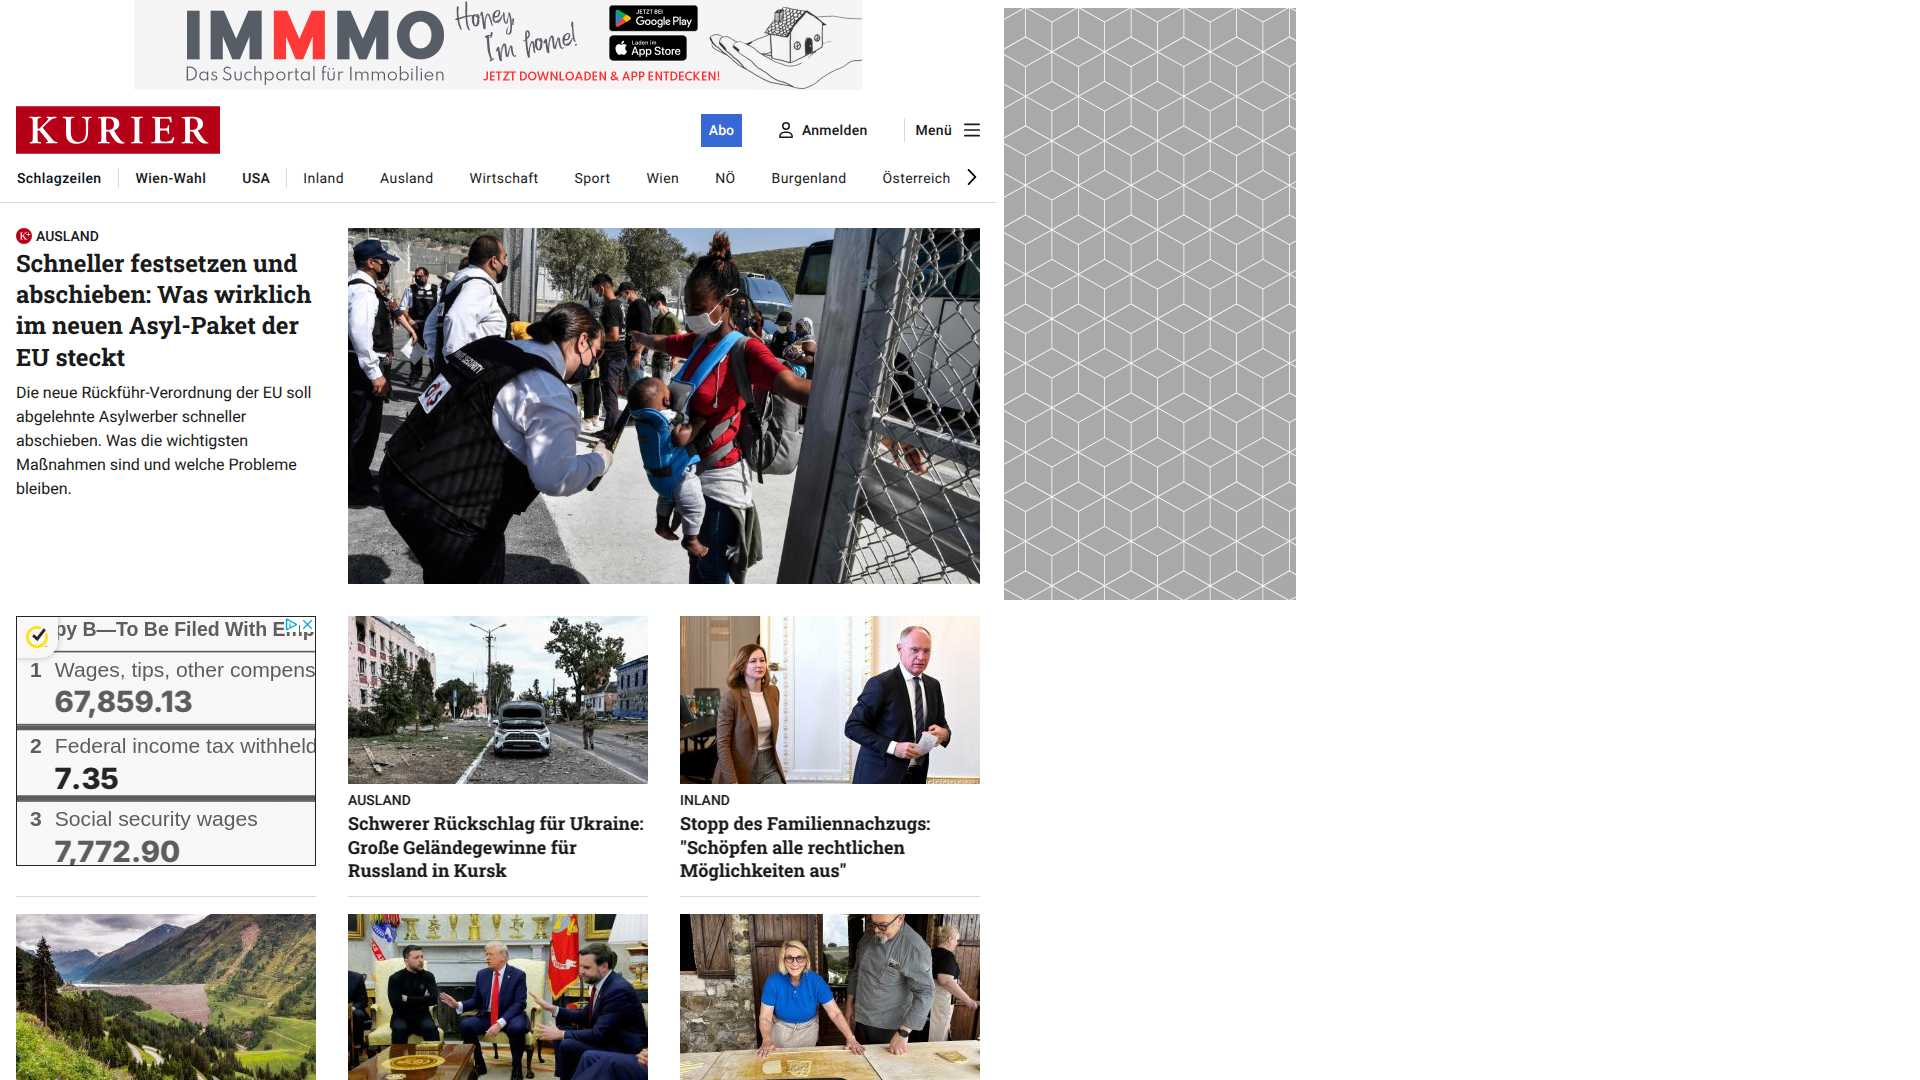 IMMMO
Das Suchportal für Immobilien
Honey,
I'm home!
JETZT BEI
Google Play
Laden im
App Store
JETZT DOWNLOADEN & APP ENTDECKEN!
KURIER
Abo
Anmelden
Menü
Schlagzeilen
Wien-Wahl
USA
Inland
Ausland
Wirtschaft
Sport
Wien
NÖ
Burgenland
Österreich
K+ AUSLAND
Schneller festsetzen und
abschieben: Was wirklich
im neuen Asyl-Paket der
EU steckt
Die neue Rückführ-Verordnung der EU soll
abgelehnte Asylwerber schneller
abschieben. Was die wichtigsten
Maßnahmen sind und welche Probleme
bleiben.
py B—To Be Filed With Emp
1 Wages, tips, other compens
67,859.13
2 Federal income tax withheld
7.35
3 Social security wages
7,772.90
AUSLAND
Schwerer Rückschlag für Ukraine:
Große Geländegewinne für
Russland in Kursk
INLAND
Stopp des Familiennachzugs:
"Schöpfen alle rechtlichen
Möglichkeiten aus"